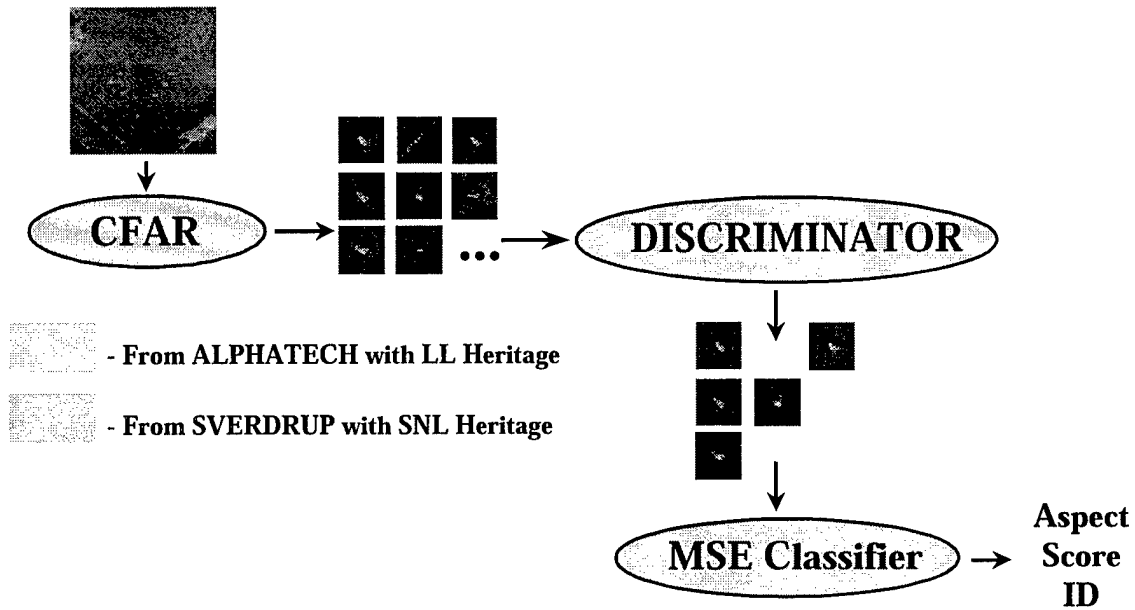 CFAR
•••
DISCRIMINATOR
- From ALPHATECH with LL Heritage
- From SVERDRUP with SNL Heritage
MSE Classifier
Aspect
Score
ID